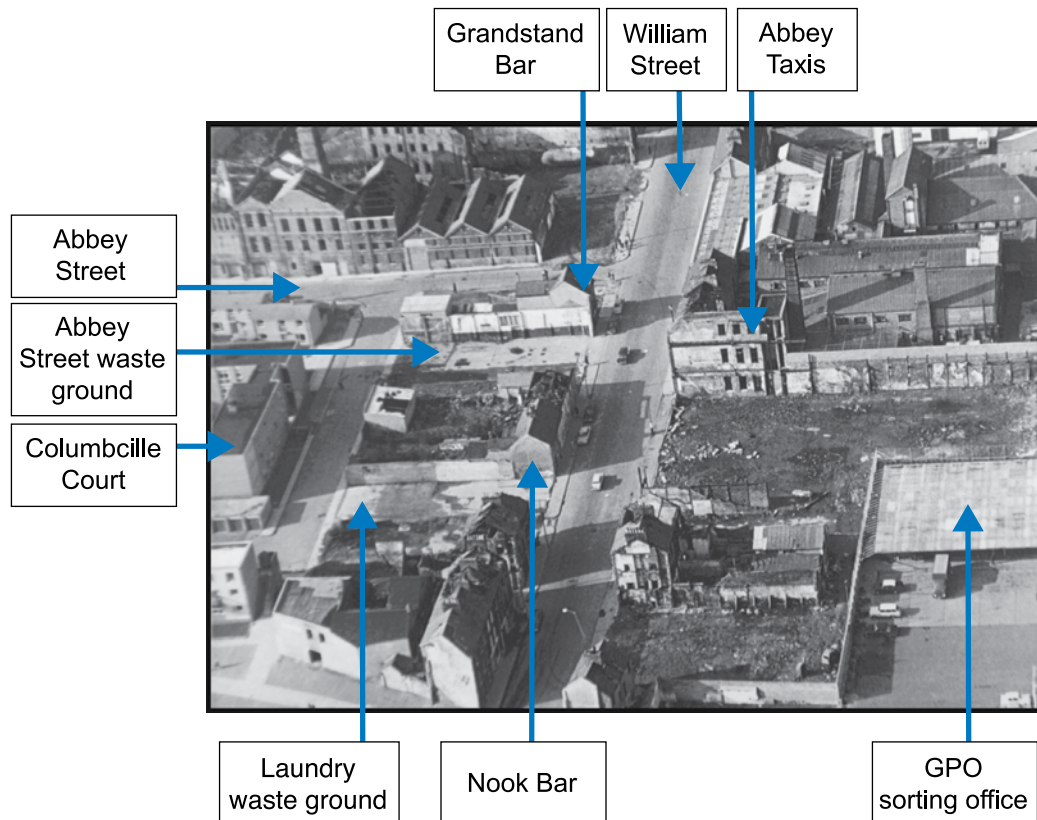 Grandstand
Bar
William
Street
Abbey
Taxis
Abbey
Street
Abbey
Street waste
ground
Columbcille
Court
Laundry
waste ground
Nook Bar
GPO
sorting office